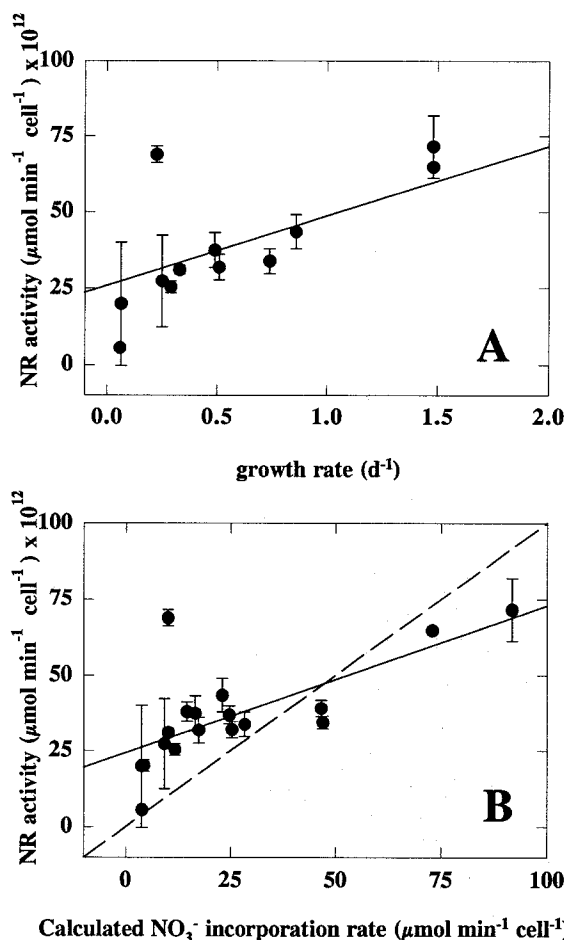 NR activity (μmol min⁻¹ cell⁻¹) x 10¹²
100
75
50
25
0
A
0.0 0.5 1.0 1.5 2.0
growth rate (d⁻¹)
NR activity (μmol min⁻¹ cell⁻¹) x 10¹²
100
75
50
25
0
B
0 25 50 75 100
Calculated NO₃⁻ incorporation rate (μmol min⁻¹ cell⁻¹)